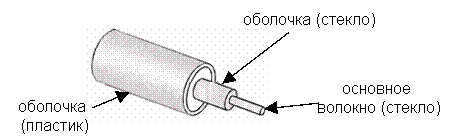 оболочка (стекло)
основное
волокно (стекло)
оболочка
(пластик)